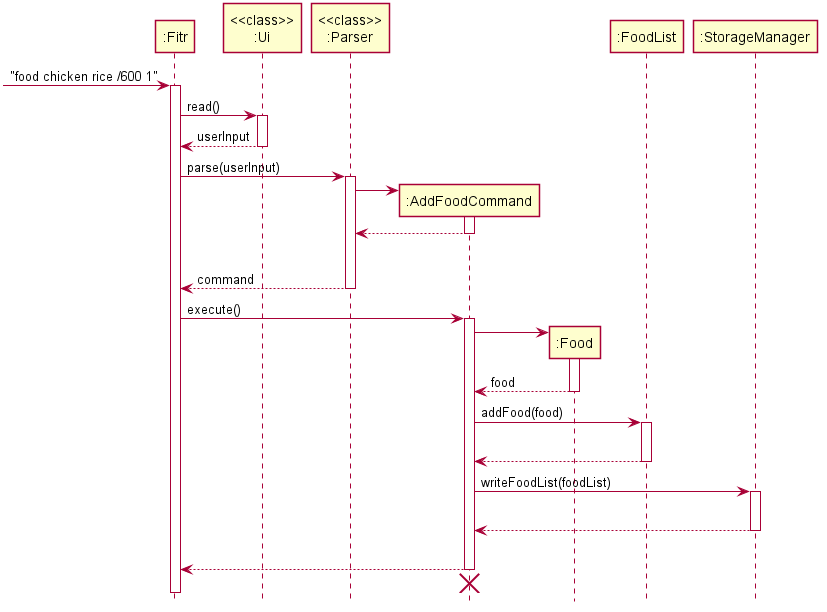 <<class>>
<<class>>
:Fitr
:Ui
:Parser
:FoodList
:StorageManager
"food chicken rice /600 1"
read()
userInput
parse(userInput)
:AddFoodCommand
command
execute()
:Food
food
addFood(food)
writeFoodList(foodList)